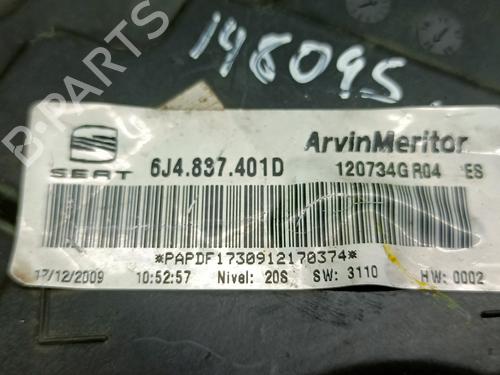 148095
B-PARTS
SEAT
6J4.837.401D
ArvinMeritor
120734G R04 ES
*PAPDF1730912170374*
17/12/2009 10:52:57 Nivel: 20S SW: 3110 HW: 0002